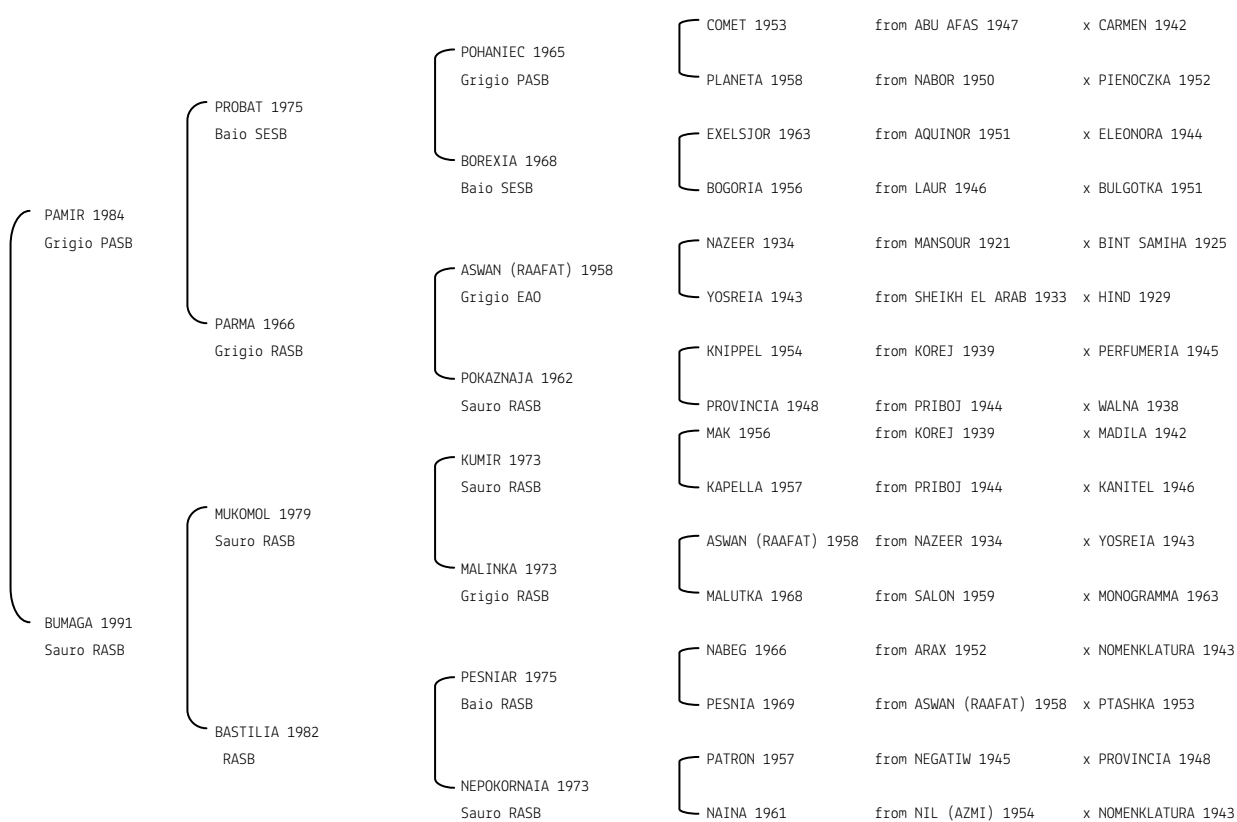 COMET 1953 from ABU AFAS 1947 x CARMEN 1942
POHANIEC 1965
Grigio PASB
PLANETA 1958 from NABOR 1950 x PIENOCZKA 1952
PROBAT 1975
Baio SESB
EXELSJOR 1963 from AQUINOR 1951 x ELEONORA 1944
BOREXIA 1968
Baio SESB
BOGORIA 1956 from LAUR 1946 x BULGOTKA 1951
PAMIR 1984
Grigio PASB
NAZEER 1934 from MANSOUR 1921 x BINT SAMIHA 1925
ASWAN (RAAFAT) 1958
Grigio EAO
YOSREIA 1943 from SHEIKH EL ARAB 1933 x HIND 1929
PARMA 1966
Grigio RASB
KNIPPEL 1954 from KOREJ 1939 x PERFUMERIA 1945
POKAZNAJA 1962
Sauro RASB
PROVINCIA 1948 from PRIBOJ 1944 x WALNA 1938
MAK 1956 from KOREJ 1939 x MADILA 1942
KUMIR 1973
Sauro RASB
KAPELLA 1957 from PRIBOJ 1944 x KANITEL 1946
MUKOMOL 1979
Sauro RASB
ASWAN (RAAFAT) 1958 from NAZEER 1934 x YOSREIA 1943
MALINKA 1973
Grigio RASB
MALUTKA 1968 from SALON 1959 x MONOGRAMMA 1963
BUMAGA 1991
Sauro RASB
NABEG 1966 from ARAX 1952 x NOMENKLATURA 1943
PESNIAR 1975
Baio RASB
PESNIA 1969 from ASWAN (RAAFAT) 1958 x PTASHKA 1953
BASTILIA 1982
RASB
PATRON 1957 from NEGATIW 1945 x PROVINCIA 1948
NEPOKORNAIA 1973
Sauro RASB
NAINA 1961 from NIL (AZMI) 1954 x NOMENKLATURA 1943